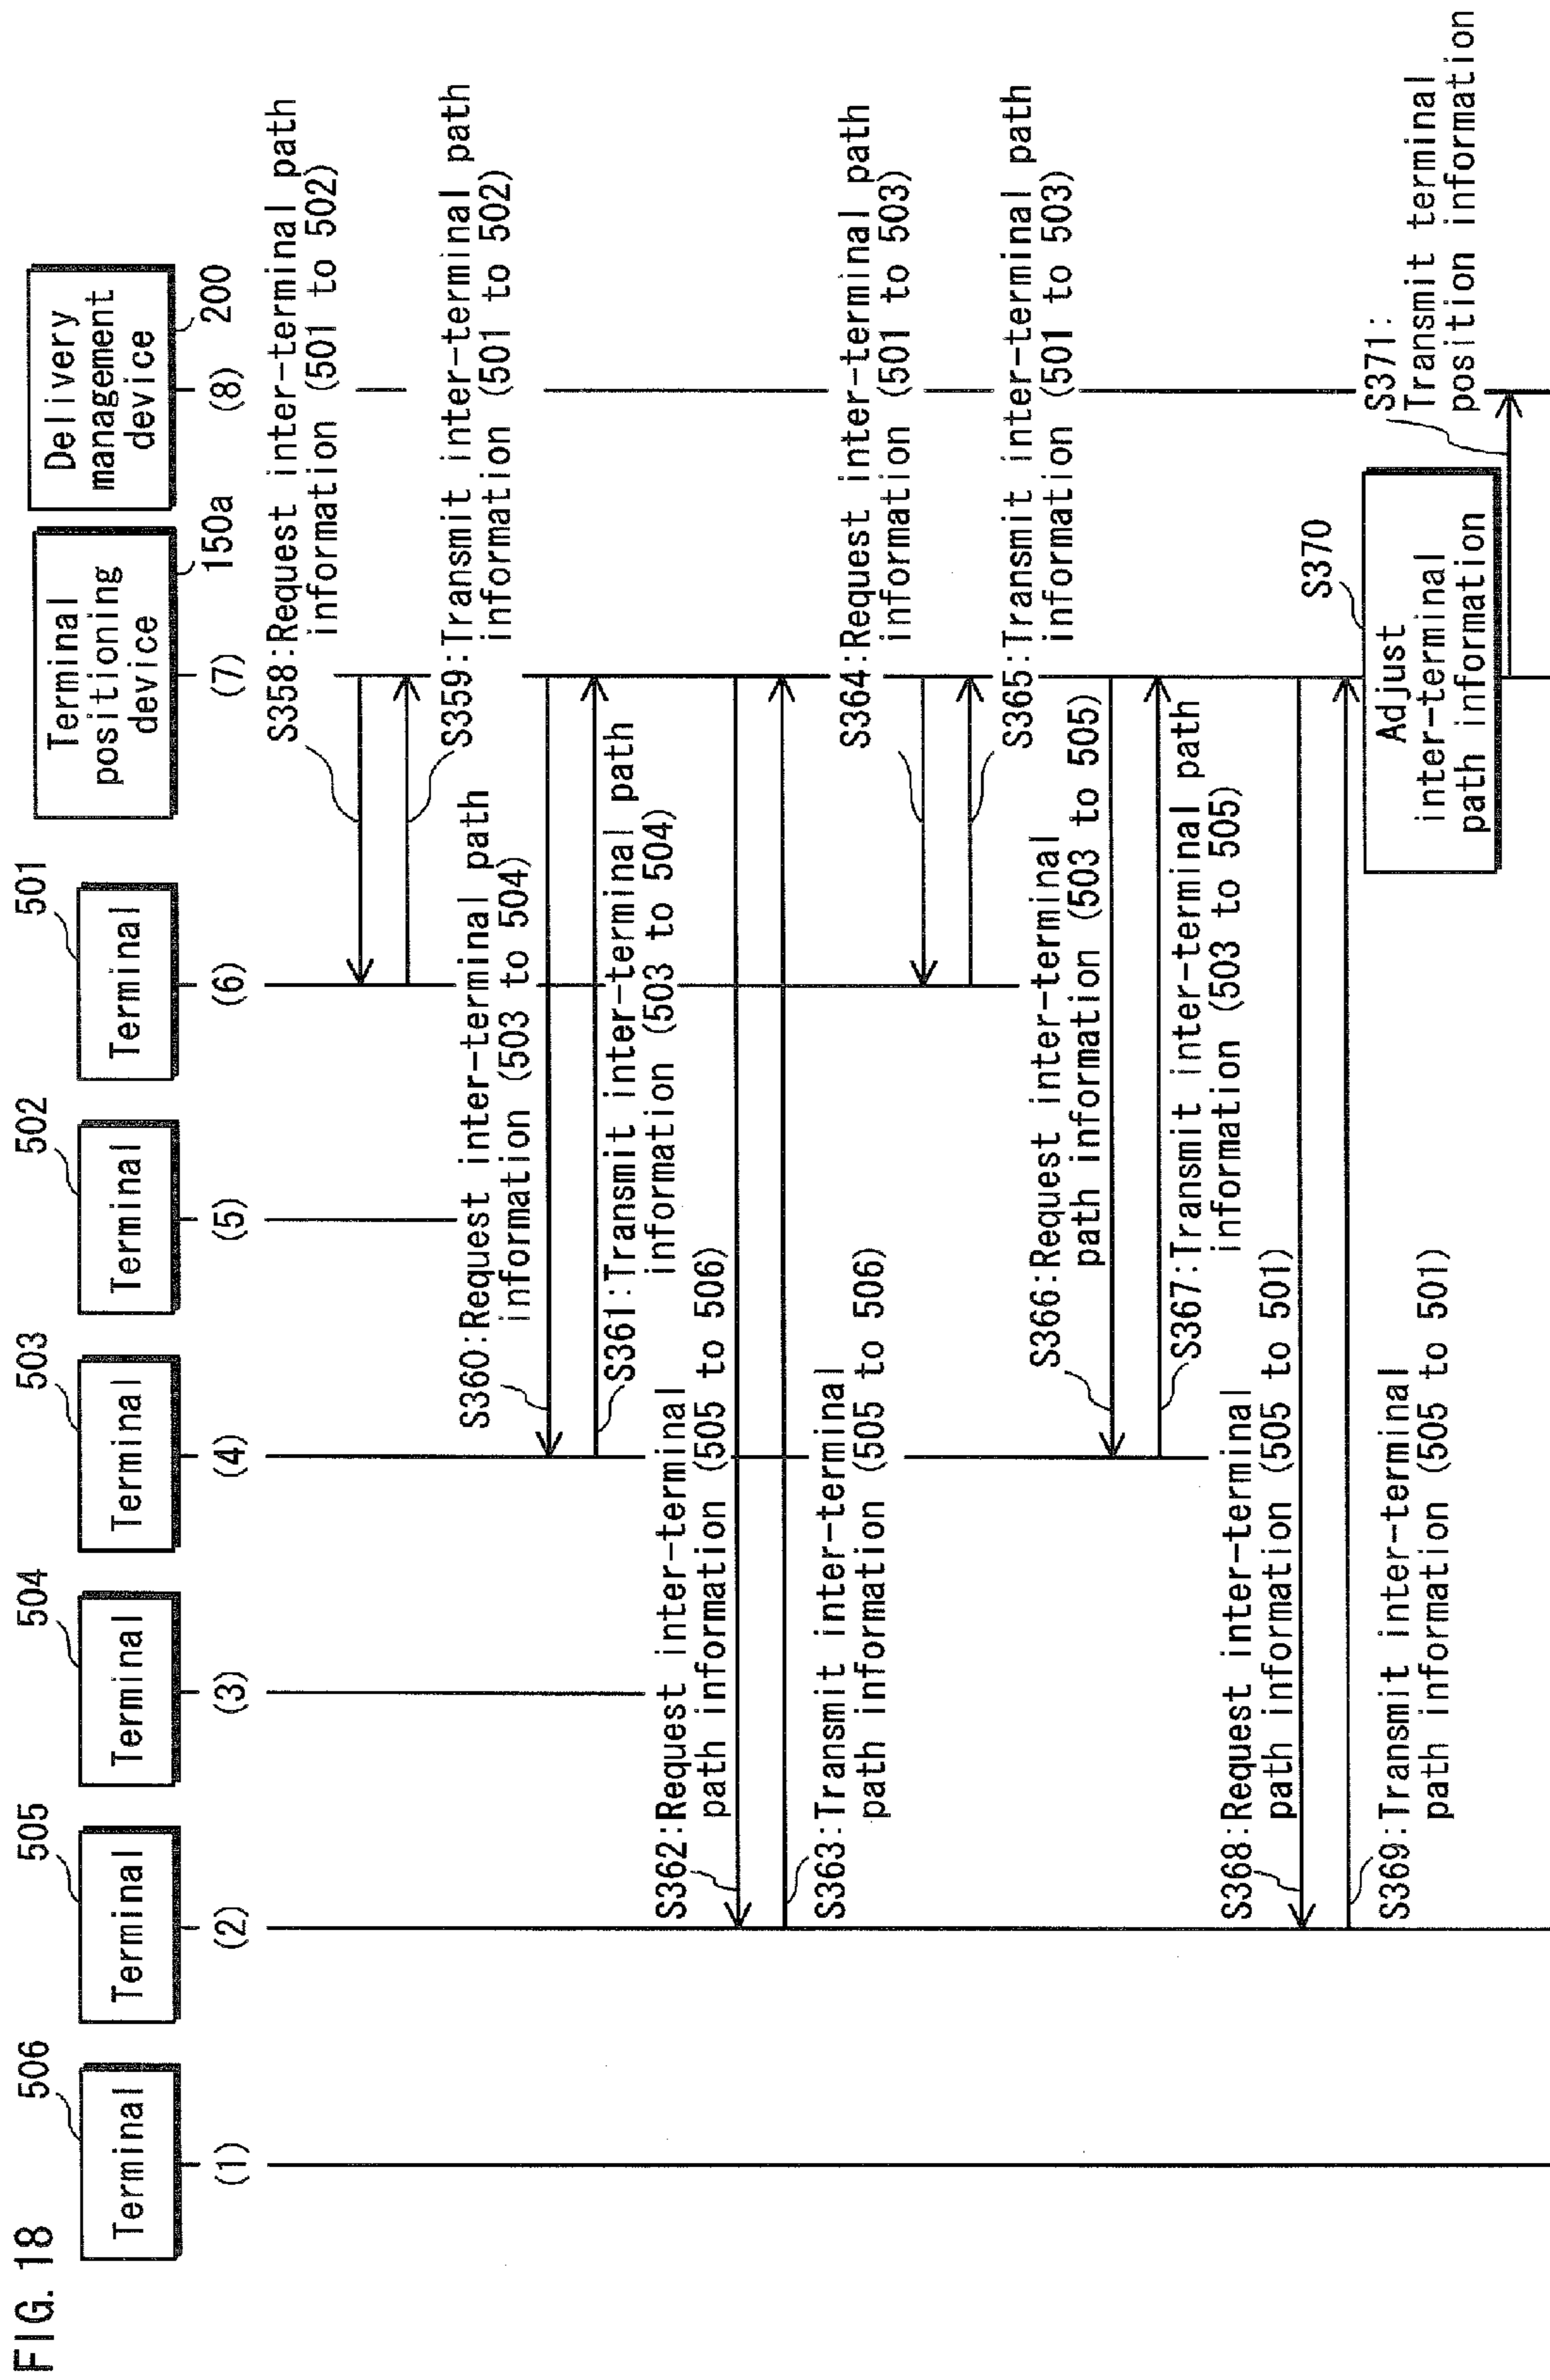 FIG. 18
506
505
504
503
502
501
Terminal
Terminal
Terminal
Terminal
Terminal
Terminal
Terminal
positioning
device
150a
Delivery
management
device
200
(1)
(2)
(3)
(4)
(5)
(6)
(7)
(8)
S358:Request inter-terminal path
information (501 to 502)
S359:Transmit inter-terminal path
information (501 to 502)
S360:Request inter-terminal path
information (503 to 504)
S361:Transmit inter-terminal path
information (503 to 504)
S362:Request inter-terminal
path information (505 to 506)
S363:Transmit inter-terminal
path information (505 to 506)
S364:Request inter-terminal path
information (501 to 503)
S365:Transmit inter-terminal path
information (501 to 503)
S366:Request inter-terminal
path information (503 to 505)
S367:Transmit inter-terminal path
information (503 to 505)
S368:Request inter-terminal
path information (505 to 501)
S369:Transmit inter-terminal
path information (505 to 501)
S370
Adjust
inter-terminal
path information
S371:
Transmit terminal
position information